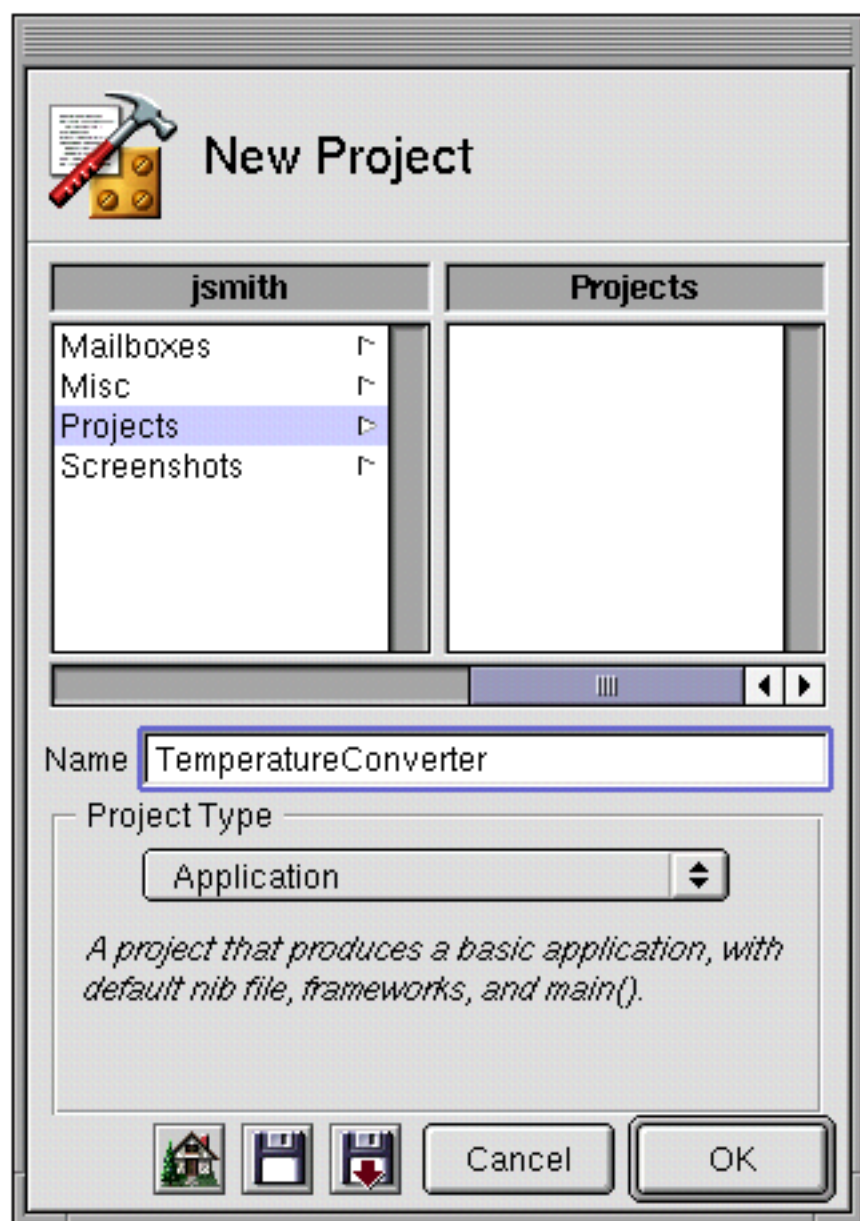 New Project
jsmith
Projects
Mailboxes
Misc
Projects
Screenshots
Name
TemperatureConverter
Project Type
Application
A project that produces a basic application, with
default nib file, frameworks, and main().
Cancel
OK